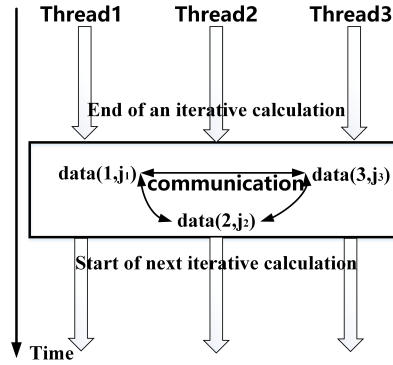 Thread1 Thread2 Thread3
End of an iterative calculation
data(1,j₁) data(3,j₃)
communication
data(2,j₂)
Start of next iterative calculation
Time